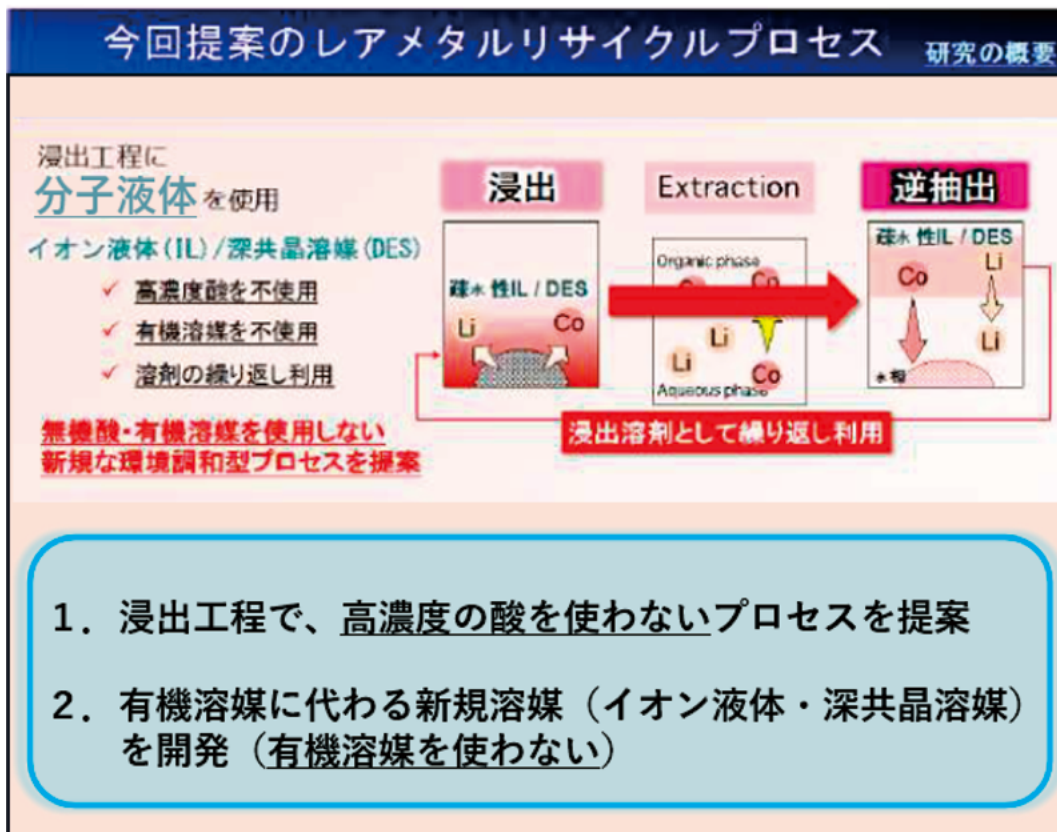 今回提案のレアメタルリサイクルプロセス
研究の概要
浸出工程に
分子液体を使用
イオン液体(IL)/深共晶溶媒(DES)
✓ 高濃度酸を不使用
✓ 有機溶媒を不使用
✓ 溶剤の繰り返し利用
無機酸・有機溶媒を使用しない
新規な環境調和型プロセスを提案
浸出
疎水性IL / DES
Li
Co
Extraction
Organic phase
Co
Li
Li
Co
Aqueous phase
逆抽出
疎水性IL / DES
Co
Li
Li
水相
浸出溶剤として繰り返し利用
1. 浸出工程で、高濃度の酸を使わないプロセスを提案
2. 有機溶媒に代わる新規溶媒（イオン液体・深共晶溶媒）
を開発（有機溶媒を使わない）